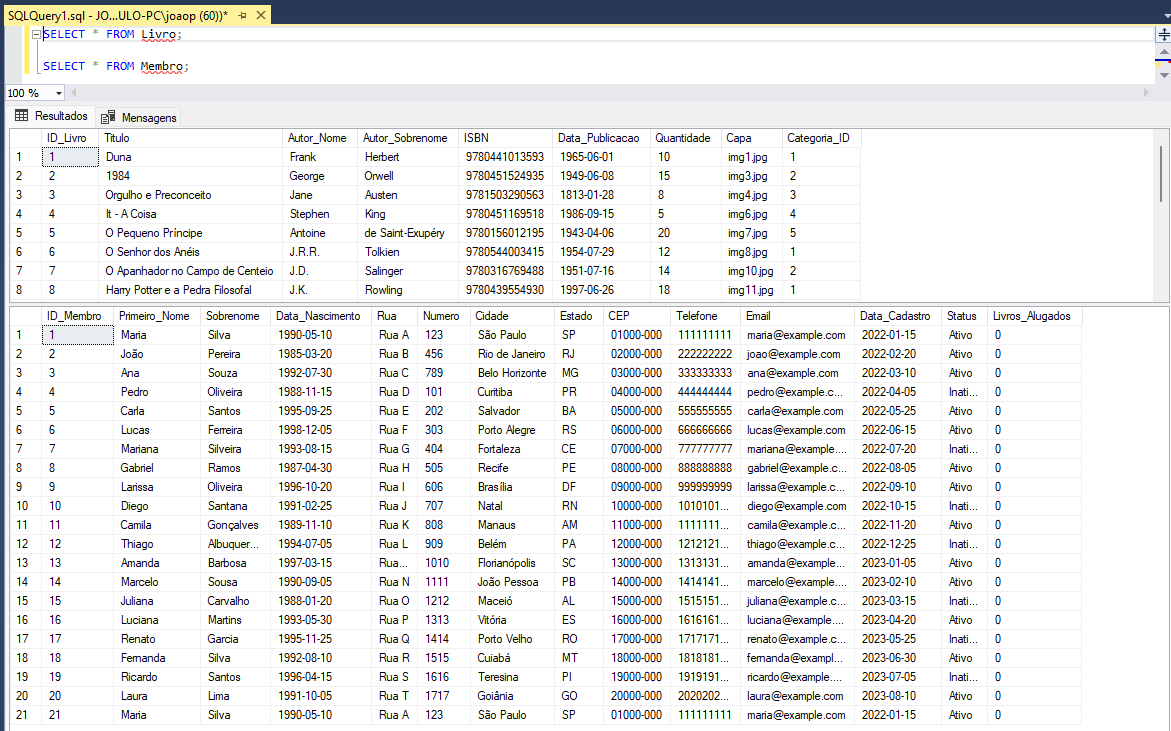 SQLQuery1.sql - JO...ULO-PC\joaop (60))*
SELECT * FROM Livro;
SELECT * FROM Membro;
100 %
Resultados Mensagens
ID_Livro Titulo Autor_Nome Autor_Sobrenome ISBN Data_Publicacao Quantidade Capa Categoria_ID
1 1 Duna Frank Herbert 9780441013593 1965-06-01 10 img1.jpg 1
2 2 1984 George Orwell 9780451524935 1949-06-08 15 img3.jpg 2
3 3 Orgulho e Preconceito Jane Austen 9781503290563 1813-01-28 8 img4.jpg 3
4 4 It - A Coisa Stephen King 9780451169518 1986-09-15 5 img6.jpg 4
5 5 O Pequeno Príncipe Antoine de Saint-Exupéry 9780156012195 1943-04-06 20 img7.jpg 5
6 6 O Senhor dos Anéis J.R.R. Tolkien 9780544003415 1954-07-29 12 img8.jpg 1
7 7 O Apanhador no Campo de Centeio J.D. Salinger 9780316769488 1951-07-16 14 img10.jpg 2
8 8 Harry Potter e a Pedra Filosofal J.K. Rowling 9780439554930 1997-06-26 18 img11.jpg 1
ID_Membro Primeiro_Nome Sobrenome Data_Nascimento Rua Numero Cidade Estado CEP Telefone Email Data_Cadastro Status Livros_Alugados
1 1 Maria Silva 1990-05-10 Rua A 123 São Paulo SP 01000-000 111111111 maria@example.com 2022-01-15 Ativo 0
2 2 João Pereira 1985-03-20 Rua B 456 Rio de Janeiro RJ 02000-000 222222222 joao@example.com 2022-02-20 Ativo 0
3 3 Ana Souza 1992-07-30 Rua C 789 Belo Horizonte MG 03000-000 333333333 ana@example.com 2022-03-10 Ativo 0
4 4 Pedro Oliveira 1988-11-15 Rua D 101 Curitiba PR 04000-000 444444444 pedro@example.c... 2022-04-05 Inati... 0
5 5 Carla Santos 1995-09-25 Rua E 202 Salvador BA 05000-000 555555555 carla@example.com 2022-05-25 Ativo 0
6 6 Lucas Ferreira 1998-12-05 Rua F 303 Porto Alegre RS 06000-000 666666666 lucas@example.com 2022-06-15 Ativo 0
7 7 Mariana Silveira 1993-08-15 Rua G 404 Fortaleza CE 07000-000 777777777 mariana@example.... 2022-07-20 Inati... 0
8 8 Gabriel Ramos 1987-04-30 Rua H 505 Recife PE 08000-000 888888888 gabriel@example.c... 2022-08-05 Ativo 0
9 9 Larissa Oliveira 1996-10-20 Rua I 606 Brasília DF 09000-000 999999999 larissa@example.c... 2022-09-10 Ativo 0
10 10 Diego Santana 1991-02-25 Rua J 707 Natal RN 10000-000 1010101... diego@example.com 2022-10-15 Inati... 0
11 11 Camila Gonçalves 1989-11-10 Rua K 808 Manaus AM 11000-000 1111111... camila@example.c... 2022-11-20 Ativo 0
12 12 Thiago Albuquer... 1994-07-05 Rua L 909 Belém PA 12000-000 1212121... thiago@example.c... 2022-12-25 Inati... 0
13 13 Amanda Barbosa 1997-03-15 Rua... 1010 Florianópolis SC 13000-000 1313131... amanda@example.... 2023-01-05 Ativo 0
14 14 Marcelo Sousa 1990-09-05 Rua N 1111 João Pessoa PB 14000-000 1414141... marcelo@example.... 2023-02-10 Ativo 0
15 15 Juliana Carvalho 1988-01-20 Rua O 1212 Maceió AL 15000-000 1515151... juliana@example.c... 2023-03-15 Inati... 0
16 16 Luciana Martins 1993-05-30 Rua P 1313 Vitória ES 16000-000 1616161... luciana@example.... 2023-04-20 Ativo 0
17 17 Renato Garcia 1995-11-25 Rua Q 1414 Porto Velho RO 17000-000 1717171... renato@example.c... 2023-05-25 Inati... 0
18 18 Fernanda Silva 1992-08-10 Rua R 1515 Cuiabá MT 18000-000 1818181... fernanda@exampl... 2023-06-30 Ativo 0
19 19 Ricardo Santos 1996-04-15 Rua S 1616 Teresina PI 19000-000 1919191... ricardo@example.... 2023-07-05 Inati... 0
20 20 Laura Lima 1991-10-05 Rua T 1717 Goiânia GO 20000-000 2020202... laura@example.com 2023-08-10 Ativo 0
21 21 Maria Silva 1990-05-10 Rua A 123 São Paulo SP 01000-000 111111111 maria@example.com 2022-01-15 Ativo 0